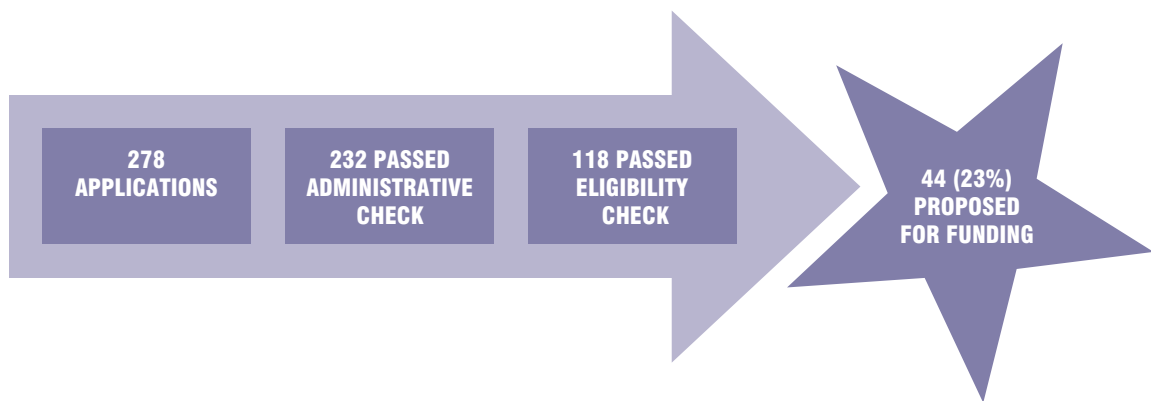 278
APPLICATIONS
232 PASSED
ADMINISTRATIVE
CHECK
118 PASSED
ELIGIBILITY
CHECK
44 (23%)
PROPOSED
FOR FUNDING